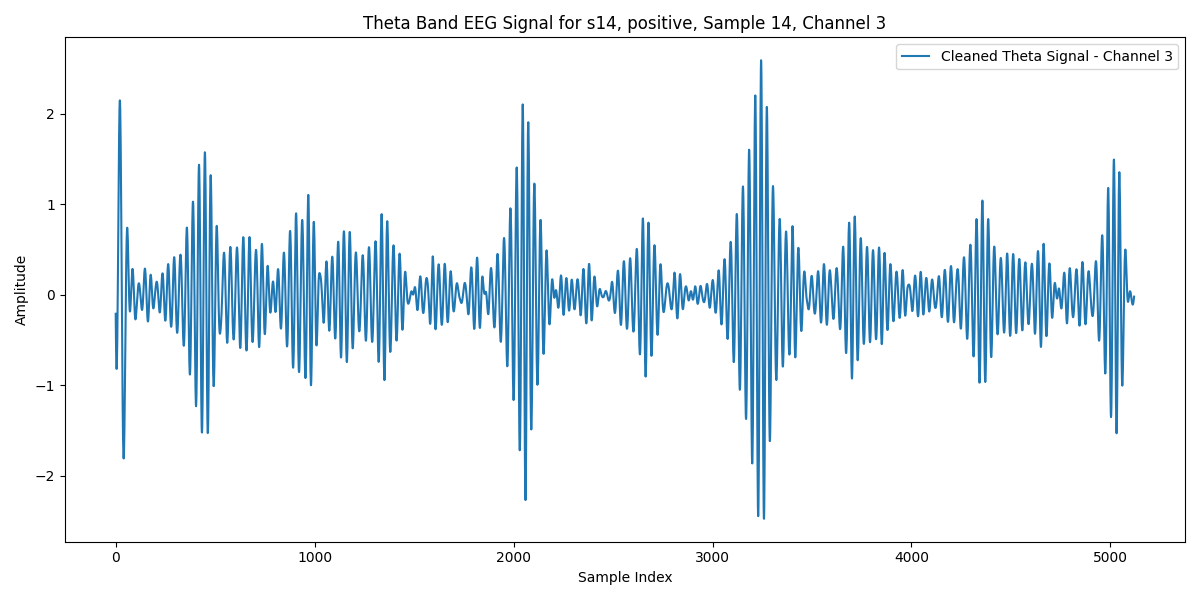 Theta Band EEG Signal for s14, positive, Sample 14, Channel 3
Cleaned Theta Signal - Channel 3
Amplitude
2
1
0
−1
−2
0 1000 2000 3000 4000 5000
Sample Index